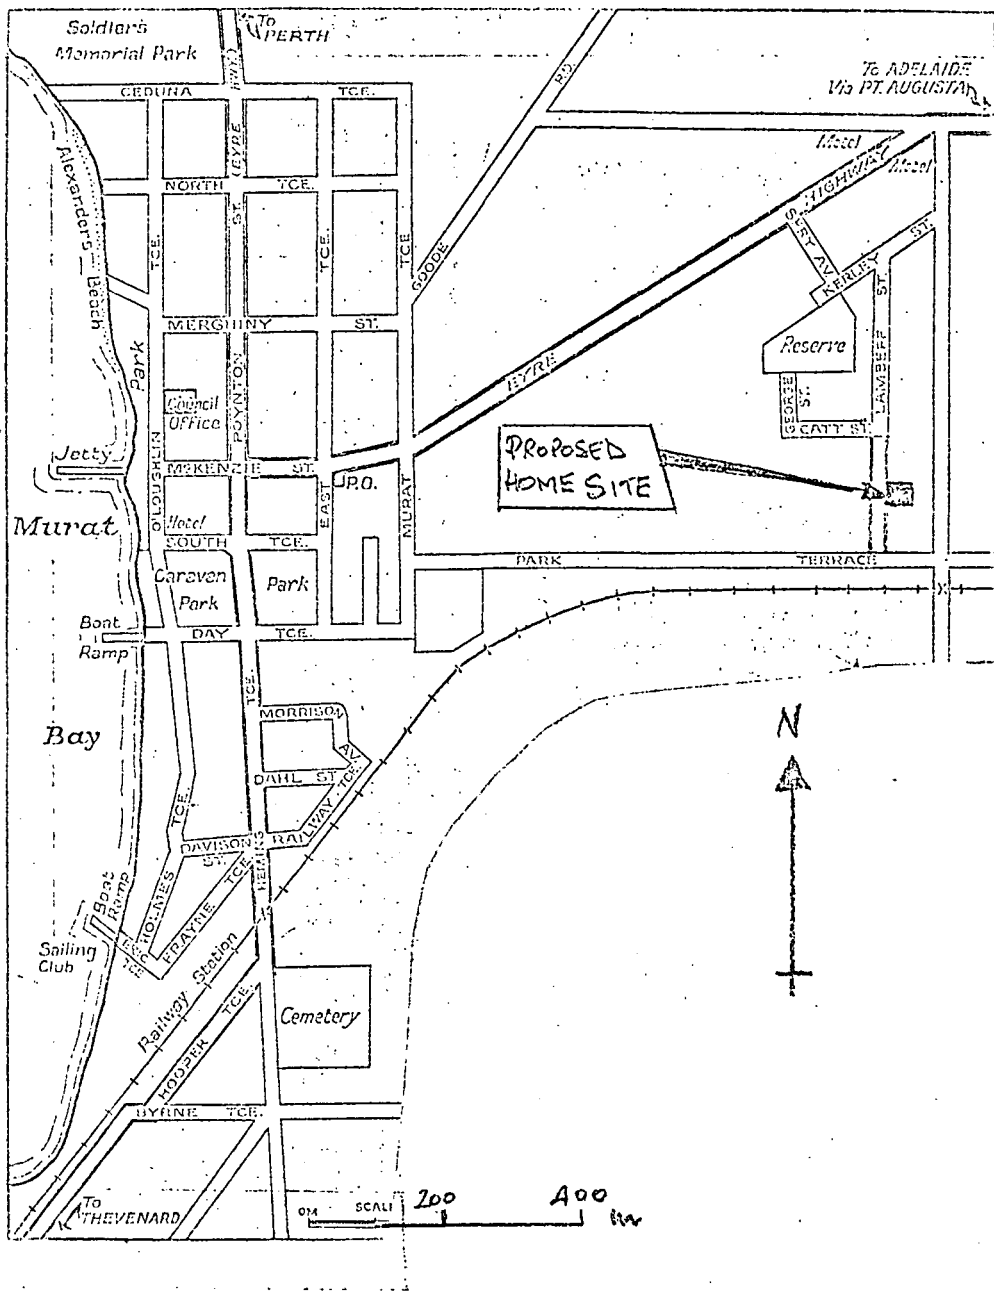 Soldiers
Memorial Park
To
PERTH
(EYRE HWY.)
RD.
To ADELAIDE
Via PT. AUGUSTA
CEDUNA TCE.
Motel
HIGHWAY
Motel
Alexanders Beach
NORTH TCE.
TCE.
ST.
TCE.
TCE
GOODE
SERY AV.
KERLEY ST.
ST.
MERGHINY ST.
Park
POYNTON
EYRE
Reserve
LAMBEFF
GEORGE ST.
CATT ST.
Council
Office
O'LOUGHLIN
Jetty
McKENZIE ST.
P.O.
EAST
MURAT
PROPOSED
HOME SITE
Murat
Hotel
SOUTH TCE.
PARK TERRACE
Caravan
Park
Park
Boat
Ramp
DAY TCE.
TCE.
Bay
MORRISON
AV.
N
DAHL ST.
TCE.
RAILWAY TCE.
DAVISON
ST.
HEMING
Boat
Ramp
HOLMES
FRAYNE TCE
TCE
Sailing
Club
Railway Station
HOOPER TCE.
Cemetery
BYRNE TCE.
To
THEVENARD
0M SCALE 200 400
m